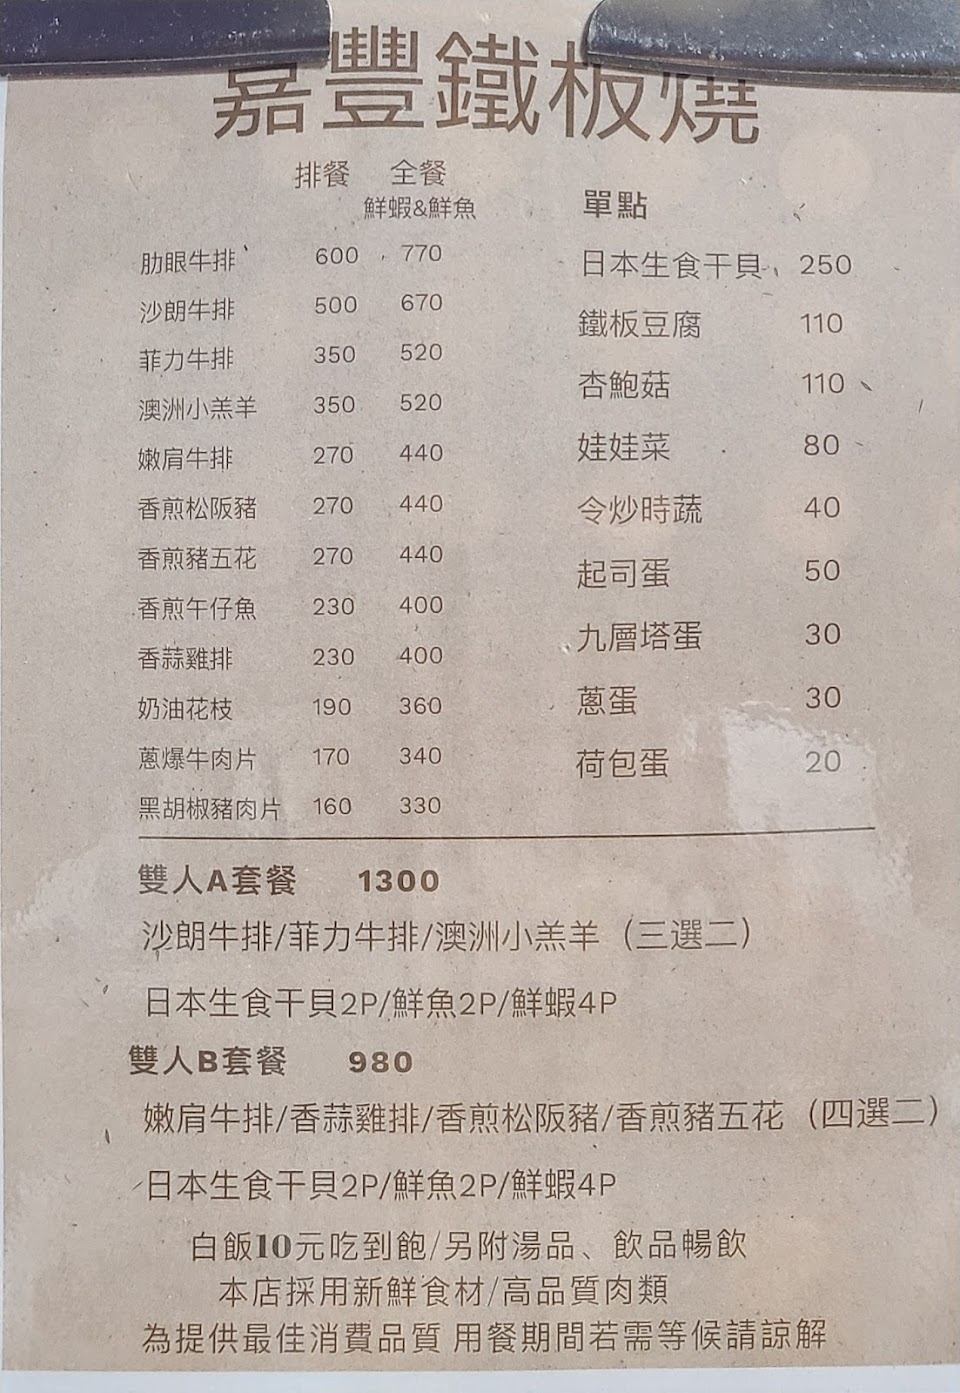 嘉豐鐵板燒
排餐 全餐
鮮蝦&鮮魚
肋眼牛排 600 770
沙朗牛排 500 670
菲力牛排 350 520
澳洲小羔羊 350 520
嫩肩牛排 270 440
香煎松阪豬 270 440
香煎豬五花 270 440
香煎午仔魚 230 400
香蒜雞排 230 400
奶油花枝 190 360
蔥爆牛肉片 170 340
黑胡椒豬肉片 160 330
單點
日本生食干貝 250
鐵板豆腐 110
杏鮑菇 110
娃娃菜 80
令炒時蔬 40
起司蛋 50
九層塔蛋 30
蔥蛋 30
荷包蛋 20
雙人A套餐 1300
沙朗牛排/菲力牛排/澳洲小羔羊（三選二）
日本生食干貝2P/鮮魚2P/鮮蝦4P
雙人B套餐 980
嫩肩牛排/香蒜雞排/香煎松阪豬/香煎豬五花（四選二）
日本生食干貝2P/鮮魚2P/鮮蝦4P
白飯10元吃到飽/另附湯品、飲品暢飲
本店採用新鮮食材/高品質肉類
為提供最佳消費品質 用餐期間若需等候請諒解